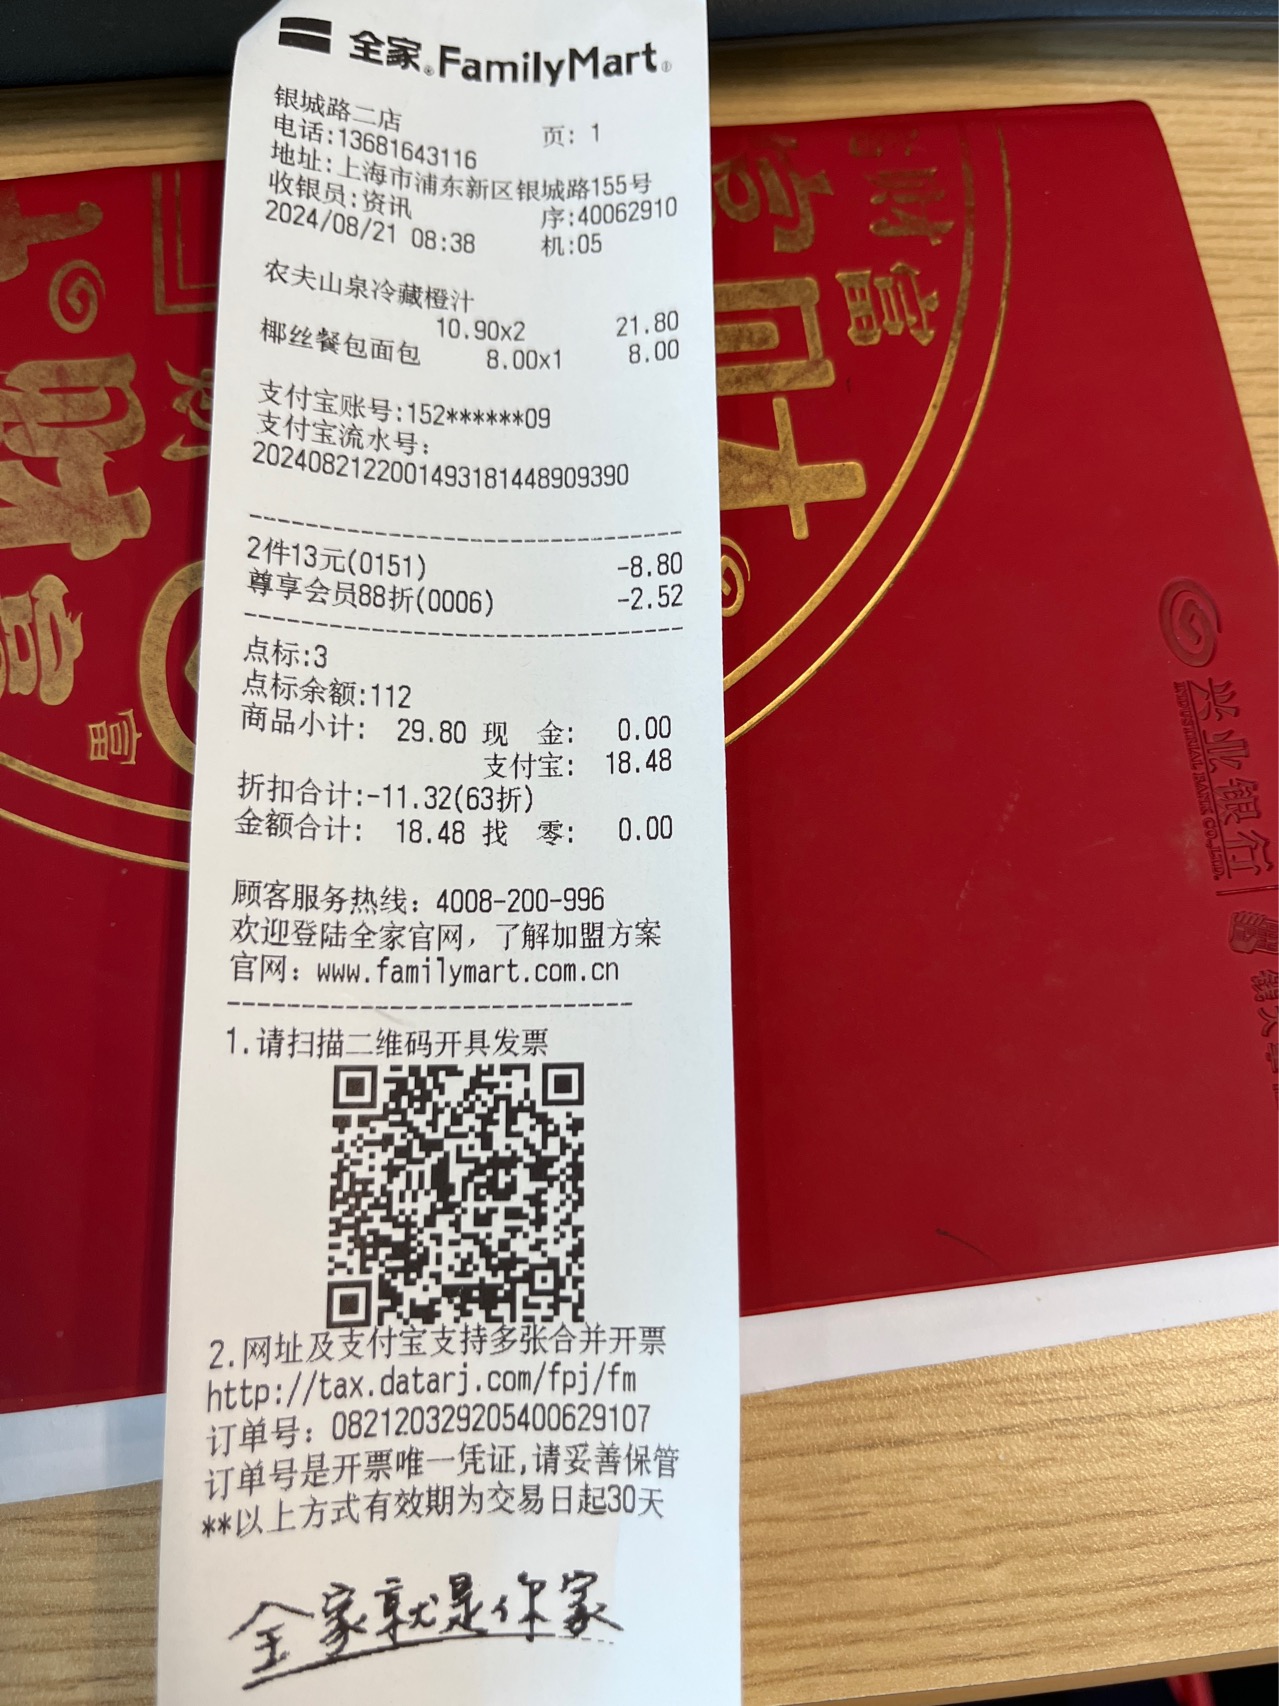 全家 FamilyMart
银城路二店
电话:13681643116 页: 1
地址:上海市浦东新区银城路155号
收银员:资讯 序:40062910
2024/08/21 08:38 机:05
农夫山泉冷藏橙汁
10.90x2 21.80
椰丝餐包面包 8.00x1 8.00
支付宝账号:152******09
支付宝流水号:
2024082122001493181448909390
2件13元(0151) -8.80
尊享会员88折(0006) -2.52
点标:3
点标余额:112
商品小计: 29.80 现 金: 0.00
支付宝: 18.48
折扣合计:-11.32(63折)
金额合计: 18.48 找 零: 0.00
顾客服务热线: 4008-200-996
欢迎登陆全家官网，了解加盟方案
官网: www.familymart.com.cn
1.请扫描二维码开具发票
2.网址及支付宝支持多张合并开票
http://tax.datarj.com/fpj/fm
订单号: 082120329205400629107
订单号是开票唯一凭证,请妥善保管
**以上方式有效期为交易日起30天
全家就是你家
财
富
富
财
财
富
富
兴业银行
INDUSTRIAL BANK CO.,LTD.